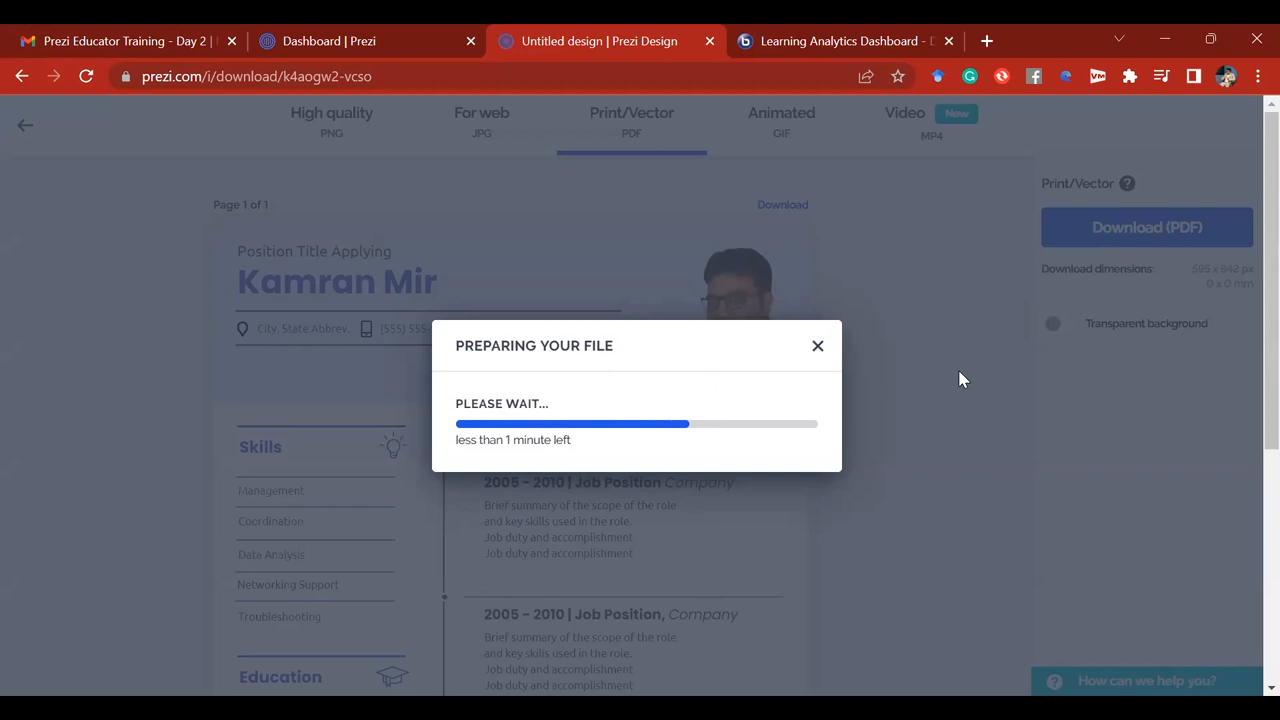 Prezi Educator Training - Day 2 |
Dashboard | Prezi
Untitled design | Prezi Design
Learning Analytics Dashboard -
prezi.com/i/download/k4aogw2-vcso
High quality
PNG
For web
JPG
Print/Vector
PDF
Animated
GIF
Video New
MP4
Print/Vector ?
Download (PDF)
Download dimensions: 595 x 842 px
0 x 0 mm
Transparent background
Page 1 of 1
Download
Position Title Applying
Kamran Mir
City, State Abbrev. (555) 555-
PREPARING YOUR FILE
PLEASE WAIT...
less than 1 minute left
Skills
Management
Coordination
Data Analysis
Networking Support
Troubleshooting
Education
2005 - 2010 | Job Position Company
Brief summary of the scope of the role
and key skills used in the role.
Job duty and accomplishment
Job duty and accomplishment
2005 - 2010 | Job Position, Company
Brief summary of the scope of the role
and key skills used in the role.
Job duty and accomplishment
Job duty and accomplishment
? How can we help you?